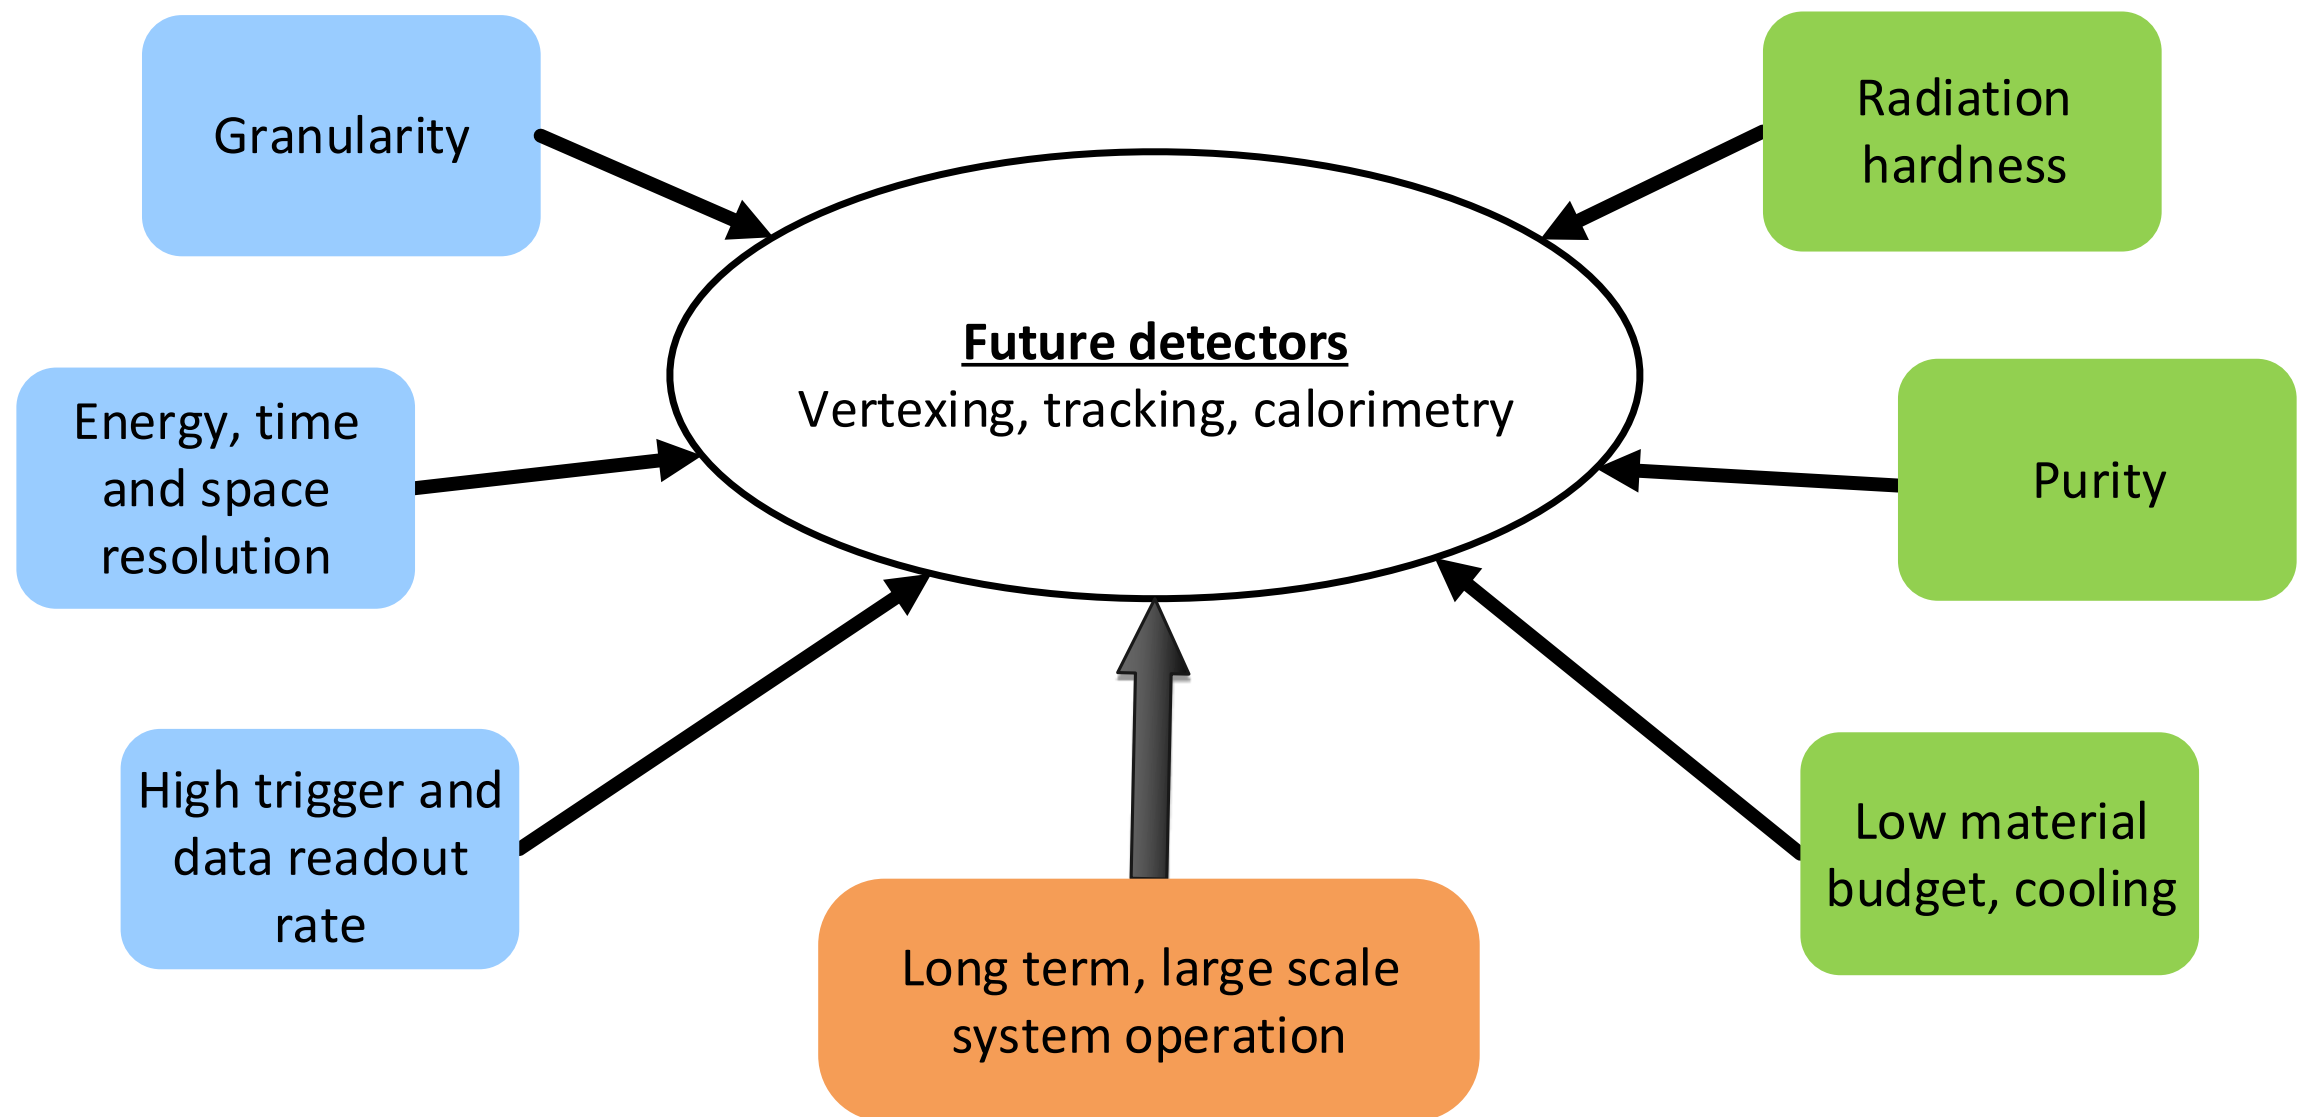 Granularity
Radiation
hardness
Future detectors
Vertexing, tracking, calorimetry
Energy, time
and space
resolution
Purity
High trigger and
data readout
rate
Low material
budget, cooling
Long term, large scale
system operation